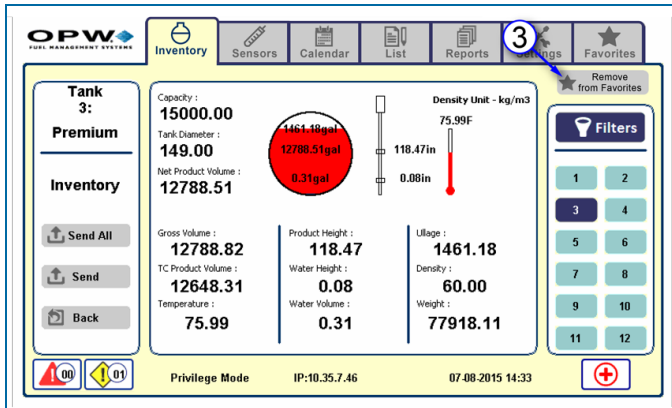 OPW
FUEL MANAGEMENT SYSTEMS
Inventory
Sensors
Calendar
List
Reports
Settings
Favorites
3
Remove
from Favorites
Tank
3:
Premium
Inventory
Send All
Send
Back
Capacity :
15000.00
Tank Diameter :
149.00
Net Product Volume :
12788.51
1461.18gal
12788.51gal
0.31gal
118.47in
0.08in
Density Unit - kg/m3
75.99F
Gross Volume :
12788.82
TC Product Volume :
12648.31
Temperature :
75.99
Product Height :
118.47
Water Height :
0.08
Water Volume :
0.31
Ullage :
1461.18
Density :
60.00
Weight :
77918.11
Filters
1 2
3 4
5 6
7 8
9 10
11 12
00 01
Privilege Mode IP:10.35.7.46 07-08-2015 14:33